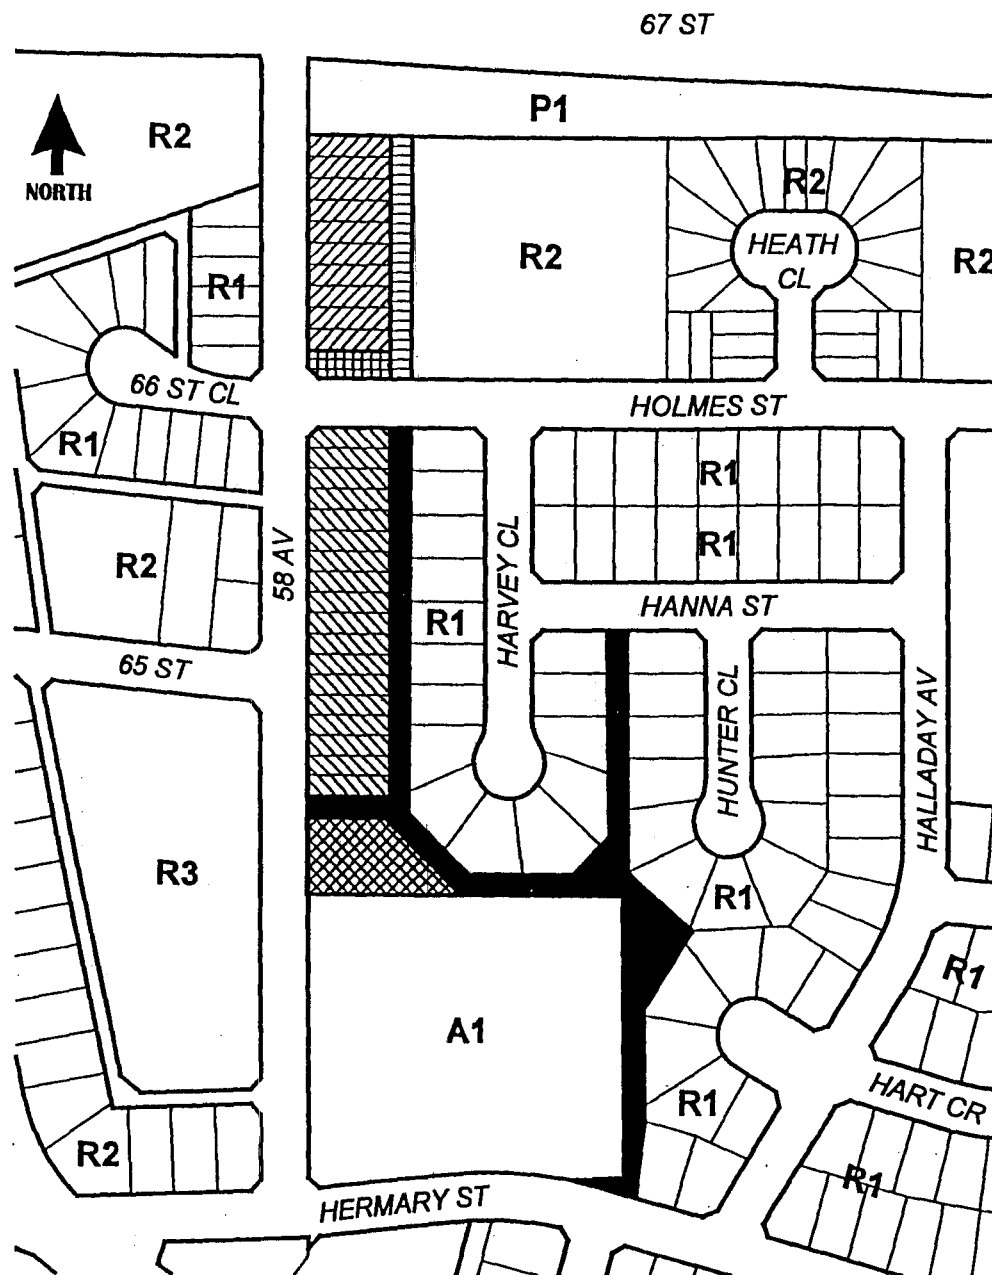 67 ST
P1
R2
NORTH
R2
R2
HEATH
CL
R2
R1
66 ST CL
HOLMES ST
R1
R1
R1
58 AV
HARVEY CL
R2
HANNA ST
R1
65 ST
HUNTER CL
HALLADAY AV
R3
R1
R1
A1
HART CR
R1
R2
R1
HERMARY ST